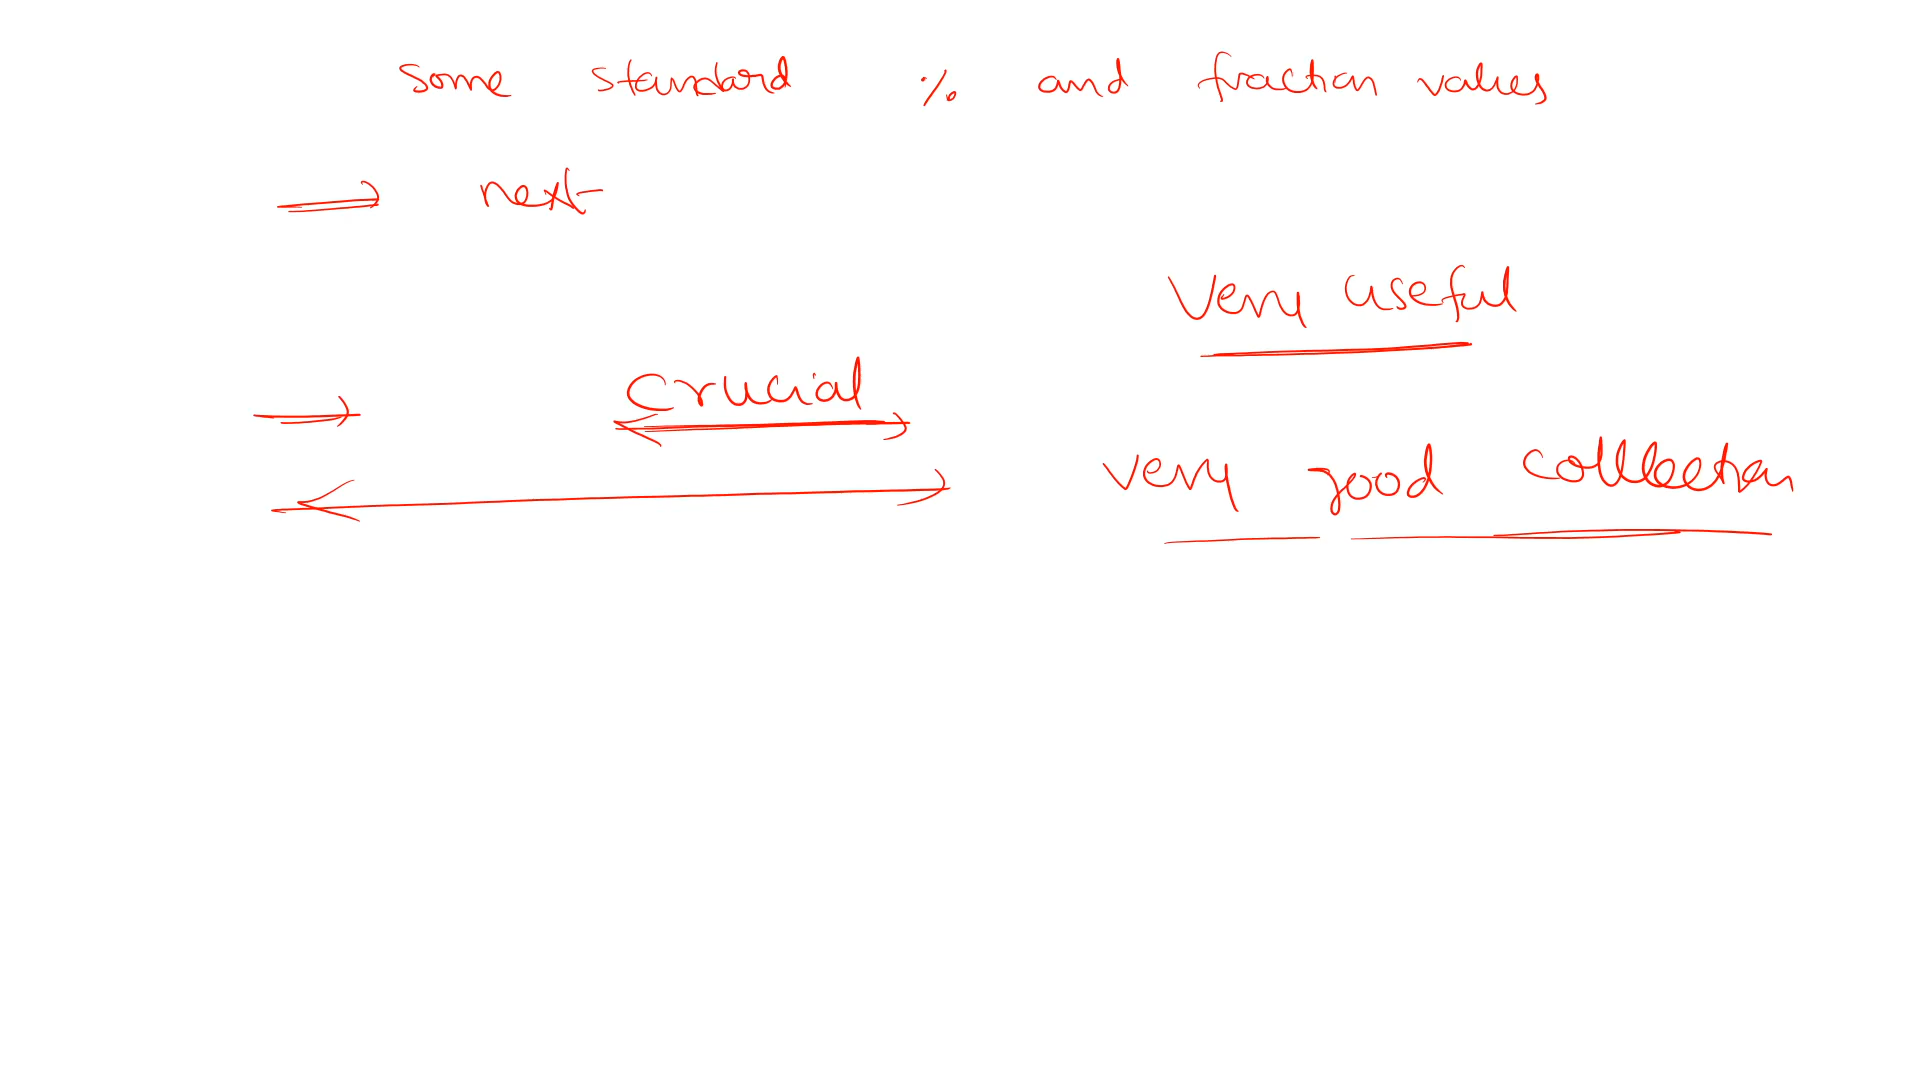 Some standard % and fraction values
⇒ next
Very useful
→ Crucial
very good collection